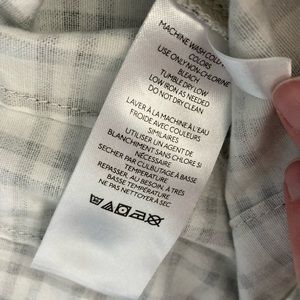 MACHINE WASH COLD
COLORS
USE ONLY NON-CHLORINE
BLEACH
TUMBLE DRY LOW
LOW IRON AS NEEDED
DO NOT DRY CLEAN
LAVER À LA MACHINE À L'EAU
FROIDE AVEC COULEURS
SIMILAIRES
UTILISER UN AGENT DE
BLANCHIMENT SANS CHLORE SI
NÉCESSAIRE
SÉCHER PAR CULBUTAGE À BASSE
TEMPÉRATURE
REPASSER, AU BESOIN, À TRÈS
BASSE TEMPÉRATURE
NE PAS NETTOYER À SEC